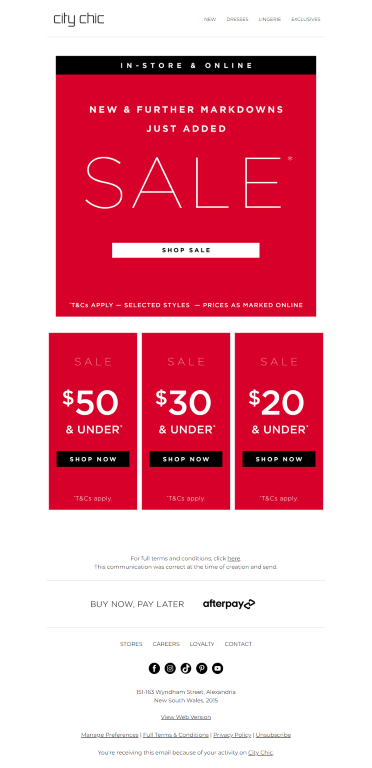 city chic
NEW DRESSES LINGERIE EXCLUSIVES
IN-STORE & ONLINE
NEW & FURTHER MARKDOWNS
JUST ADDED
SALE*
SHOP SALE
*T&Cs APPLY — SELECTED STYLES — PRICES AS MARKED ONLINE
SALE
$50
& UNDER*
SHOP NOW
*T&Cs apply.
SALE
$30
& UNDER*
SHOP NOW
*T&Cs apply.
SALE
$20
& UNDER*
SHOP NOW
*T&Cs apply.
For full terms and conditions, click here.
This communication was correct at the time of creation and send.
BUY NOW, PAY LATER afterpay
STORES CAREERS LOYALTY CONTACT
151-163 Wyndham Street, Alexandria
New South Wales, 2015
View Web Version
Manage Preferences | Full Terms & Conditions | Privacy Policy | Unsubscribe
You're receiving this email because of your activity on City Chic.